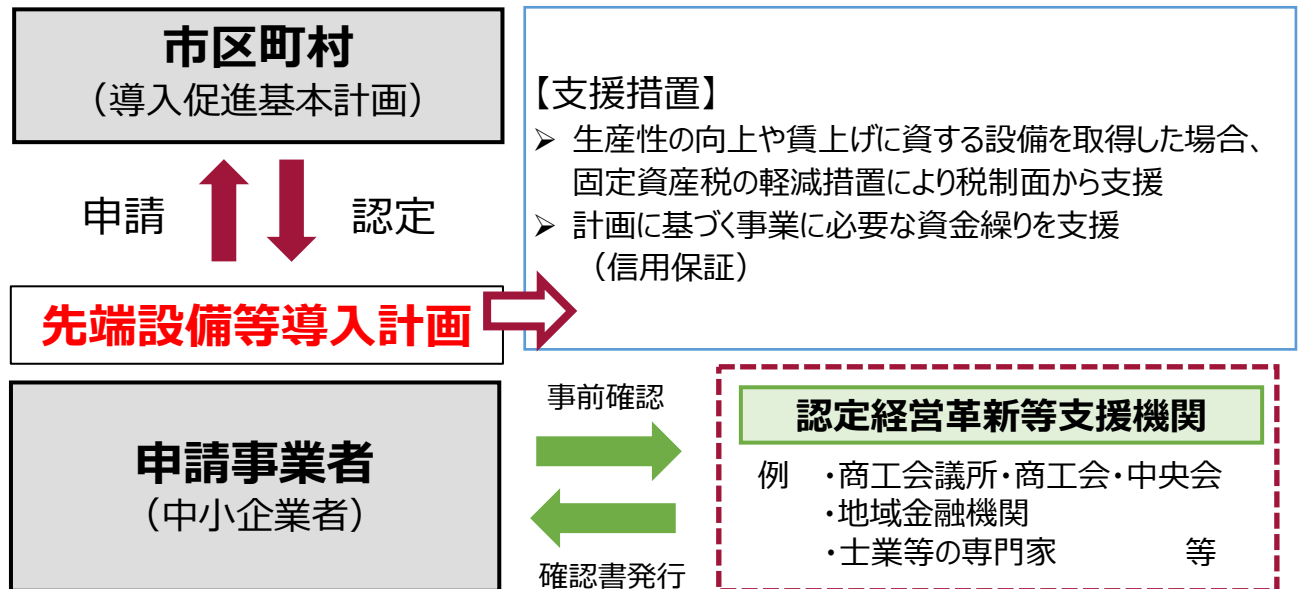 市区町村
（導入促進基本計画）
申請
認定
先端設備等導入計画
【支援措置】
➢ 生産性の向上や賃上げに資する設備を取得した場合、
固定資産税の軽減措置により税制面から支援
➢ 計画に基づく事業に必要な資金繰りを支援
（信用保証）
申請事業者
（中小企業者）
事前確認
確認書発行
認定経営革新等支援機関
例 ・商工会議所・商工会・中央会
・地域金融機関
・士業等の専門家 等